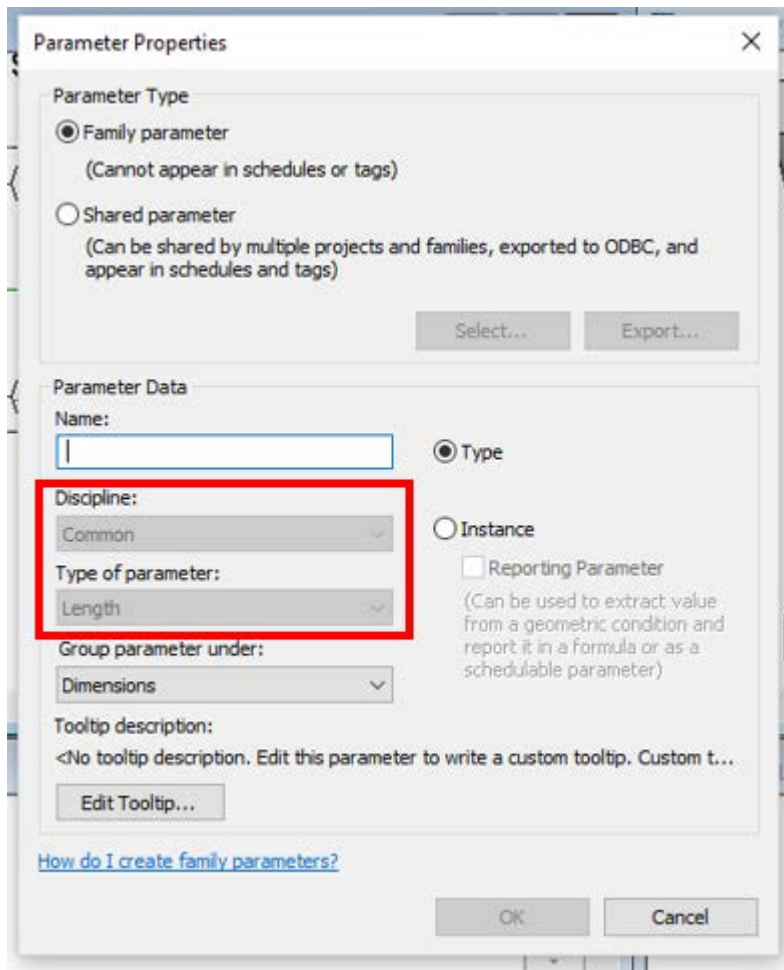 Parameter Properties
Parameter Type
Family parameter
(Cannot appear in schedules or tags)
Shared parameter
(Can be shared by multiple projects and families, exported to ODBC, and
appear in schedules and tags)
Select...
Export...
Parameter Data
Name:
Type
Discipline:
Common
Instance
Type of parameter:
Reporting Parameter
Length
(Can be used to extract value
from a geometric condition and
report it in a formula or as a
schedulable parameter)
Group parameter under:
Dimensions
Tooltip description:
<No tooltip description. Edit this parameter to write a custom tooltip. Custom t...
Edit Tooltip...
How do I create family parameters?
OK
Cancel